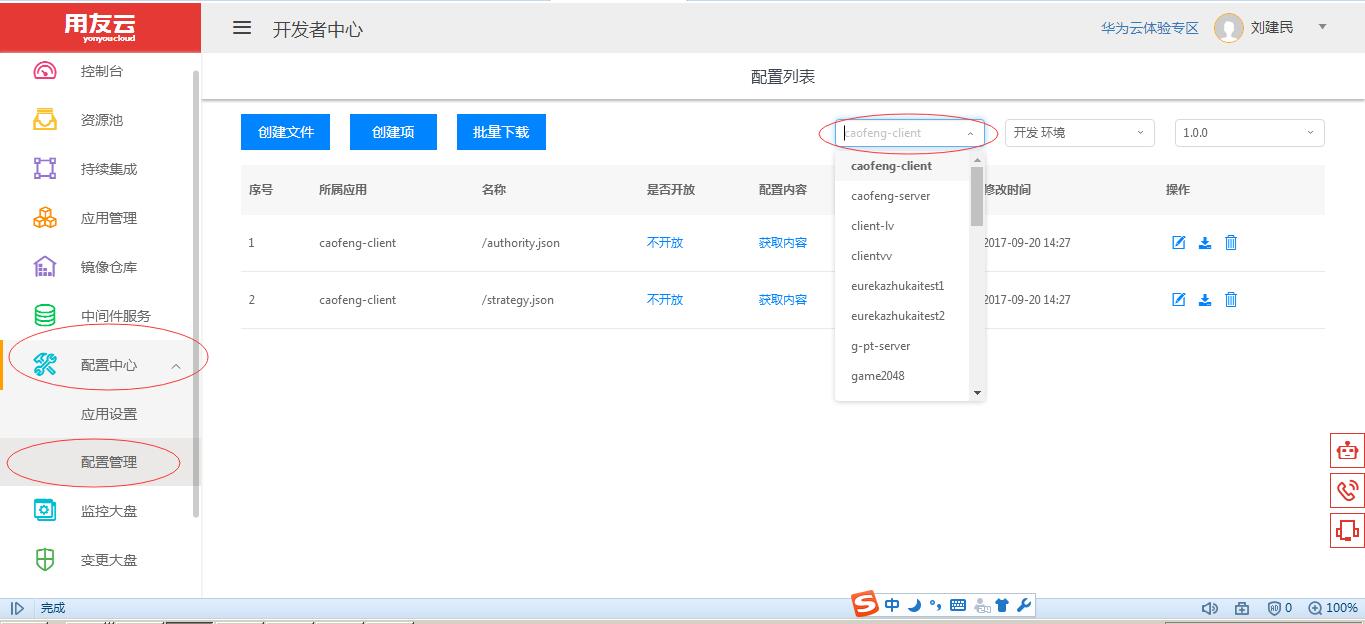 用友云
yonyoucloud
开发者中心
华为云体验专区
刘建民
控制台
资源池
持续集成
应用管理
镜像仓库
中间件服务
配置中心
应用设置
配置管理
监控大盘
变更大盘
配置列表
创建文件 创建项 批量下载
caofeng-client
开发 环境
1.0.0
caofeng-client
caofeng-server
client-lv
clientvv
eurekazhukaitest1
eurekazhukaitest2
g-pt-server
game2048
序号 所属应用 名称 是否开放 配置内容 修改时间 操作
1 caofeng-client /authority.json 不开放 获取内容 2017-09-20 14:27
2 caofeng-client /strategy.json 不开放 获取内容 2017-09-20 14:27
完成
S 中
0
100%